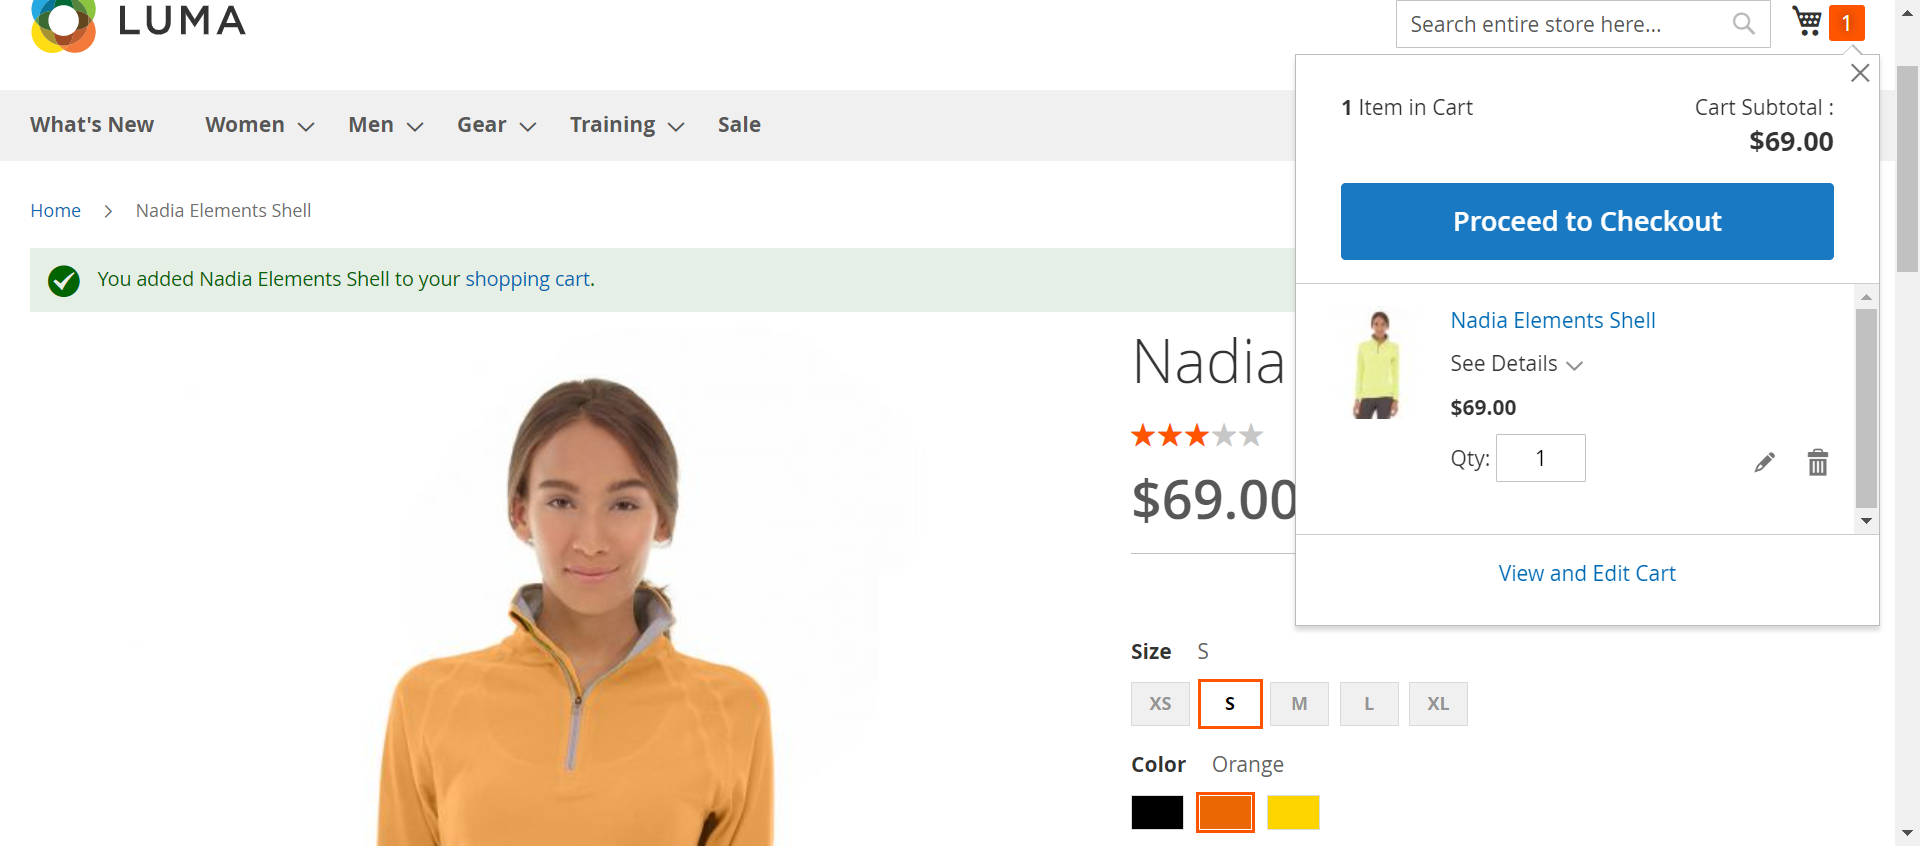 LUMA
Search entire store here...
1
What's New
Women
Men
Gear
Training
Sale
1 Item in Cart
Cart Subtotal :
$69.00
Proceed to Checkout
Home
Nadia Elements Shell
You added Nadia Elements Shell to your shopping cart.
Nadia Elements Shell
See Details
$69.00
Qty: 1
View and Edit Cart
Nadia
$69.00
Size S
XS
S
M
L
XL
Color Orange